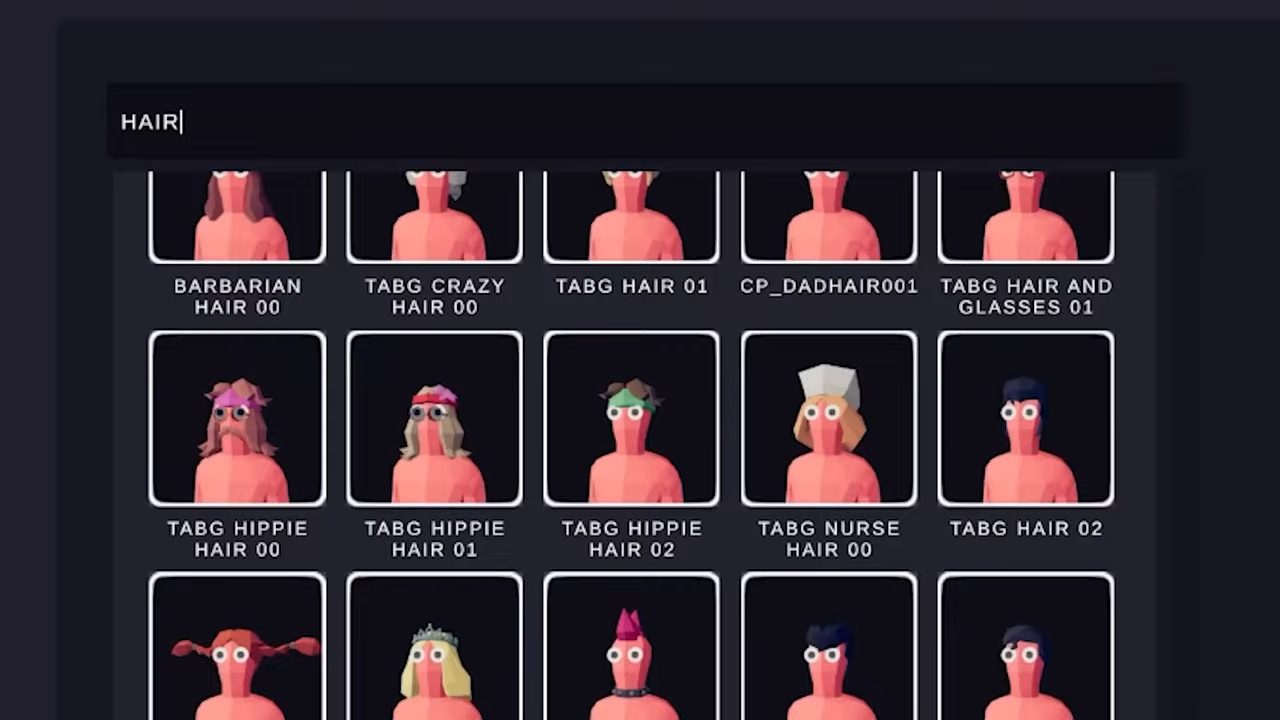 HAIR
BARBARIAN
HAIR 00
TABG CRAZY
HAIR 00
TABG HAIR 01
CP_DADHAIR001
TABG HAIR AND
GLASSES 01
TABG HIPPIE
HAIR 00
TABG HIPPIE
HAIR 01
TABG HIPPIE
HAIR 02
TABG NURSE
HAIR 00
TABG HAIR 02